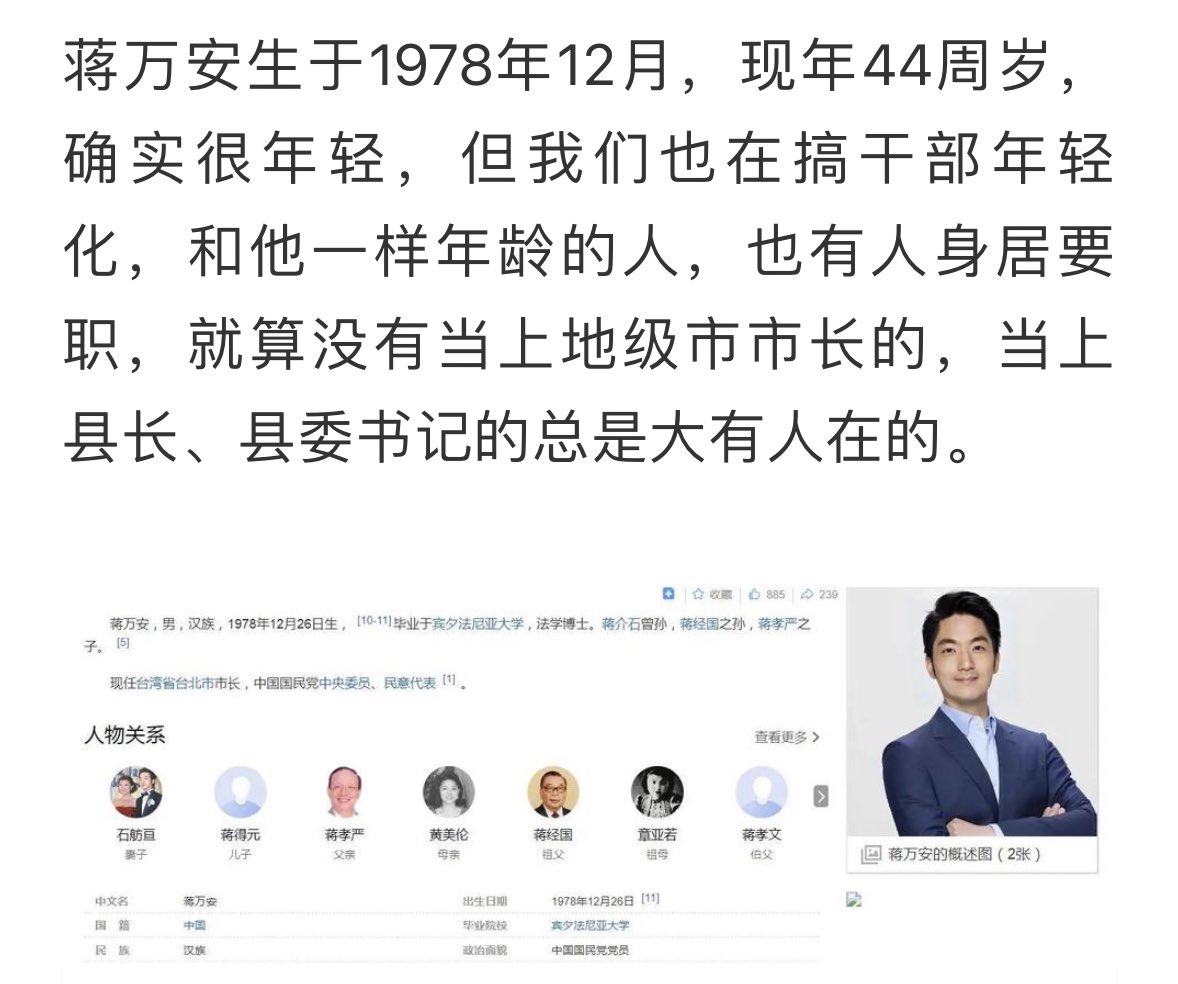 蒋万安生于1978年12月，现年44周岁，
确实很年轻，但我们也在搞干部年轻
化，和他一样年龄的人，也有人身居要
职，就算没有当上地级市市长的，当上
县长、县委书记的总是大有人在的。
收藏 885 239
蒋万安，男，汉族，1978年12月26日生，[10-11]毕业于宾夕法尼亚大学，法学博士。蒋介石曾孙，蒋经国之孙，蒋孝严之
子。[5]
现任台湾省台北市市长，中国国民党中央委员、民意代表[1]。
人物关系 查看更多
石舫亘 蒋得元 蒋孝严 黄美伦 蒋经国 章亚若 蒋孝文
妻子 儿子 父亲 母亲 祖父 祖母 伯父
蒋万安的概述图（2张）
中文名 蒋万安 出生日期 1978年12月26日 [11]
国 籍 中国 毕业院校 宾夕法尼亚大学
民 族 汉族 政治面貌 中国国民党党员